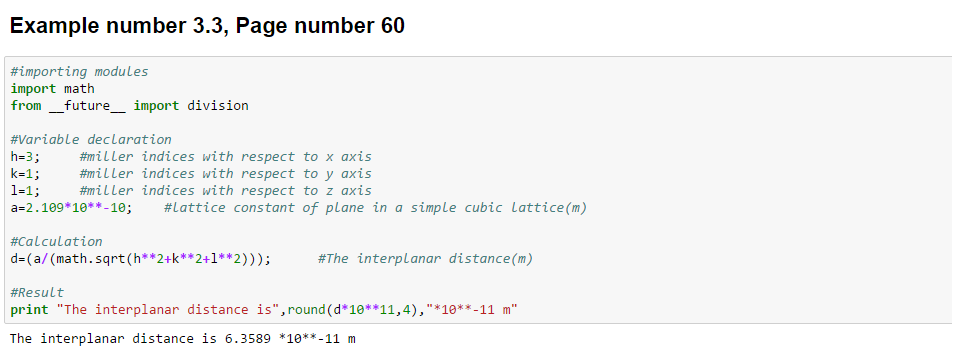 Example number 3.3, Page number 60
#importing modules
import math
from __future__ import division
#Variable declaration
h=3;     #miller indices with respect to x axis
k=1;     #miller indices with respect to y axis
l=1;     #miller indices with respect to z axis
a=2.109*10**-10;    #lattice constant of plane in a simple cubic lattice(m)
#Calculation
d=(a/(math.sqrt(h**2+k**2+l**2)));      #The interplanar distance(m)
#Result
print "The interplanar distance is",round(d*10**11,4),"*10**-11 m"
The interplanar distance is 6.3589 *10**-11 m